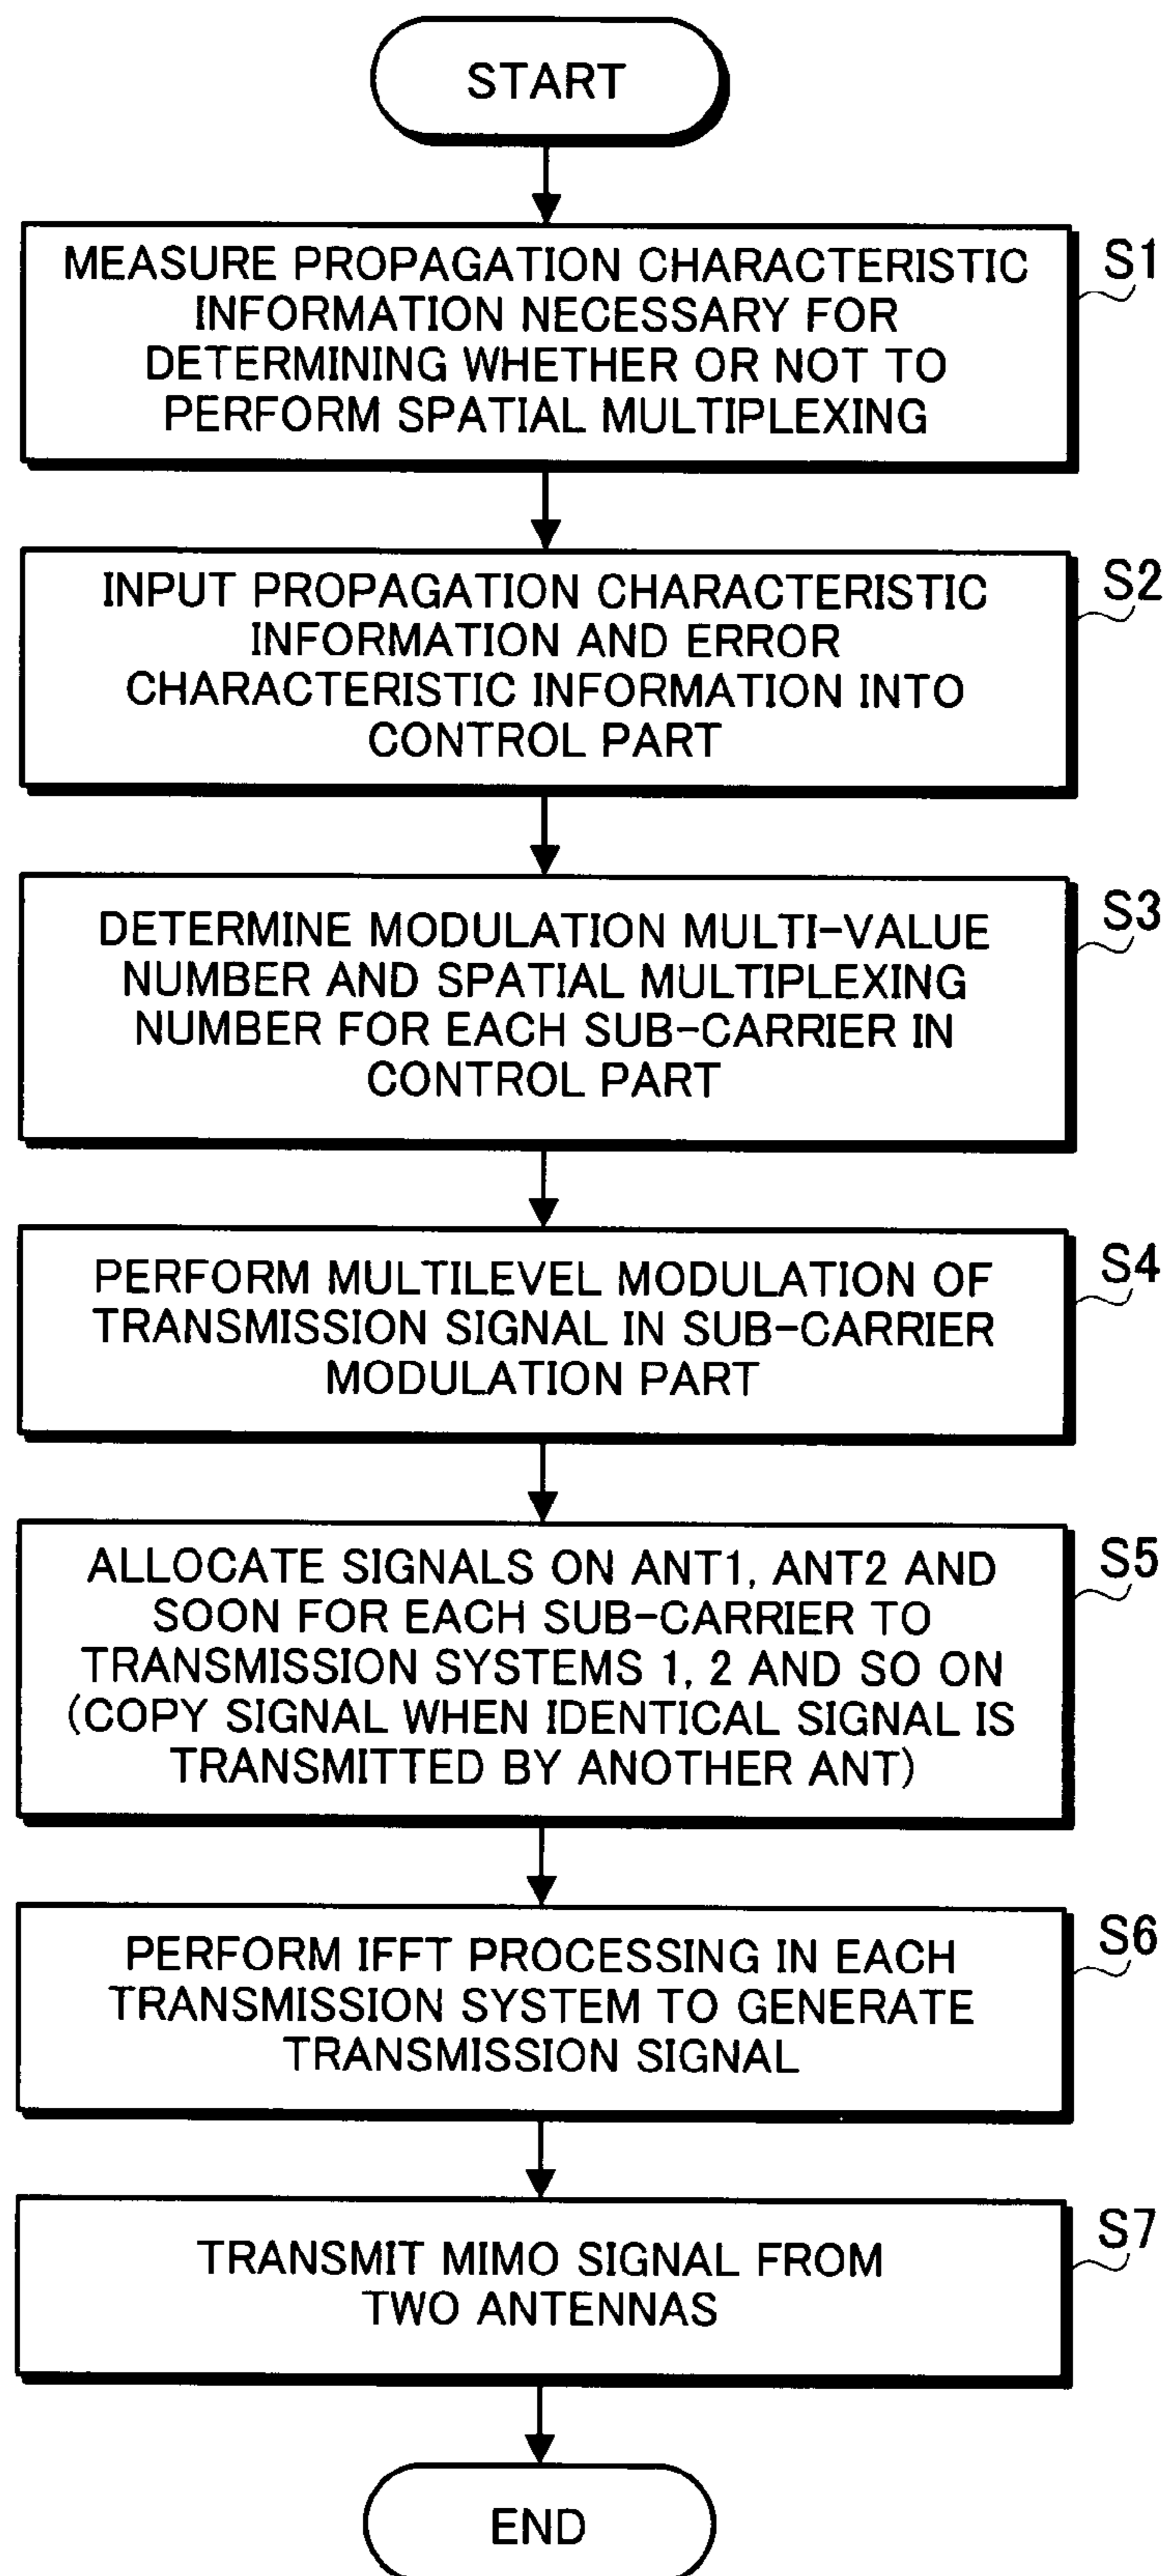 START
S1
MEASURE PROPAGATION CHARACTERISTIC
INFORMATION NECESSARY FOR
DETERMINING WHETHER OR NOT TO
PERFORM SPATIAL MULTIPLEXING
S2
INPUT PROPAGATION CHARACTERISTIC
INFORMATION AND ERROR
CHARACTERISTIC INFORMATION INTO
CONTROL PART
S3
DETERMINE MODULATION MULTI-VALUE
NUMBER AND SPATIAL MULTIPLEXING
NUMBER FOR EACH SUB-CARRIER IN
CONTROL PART
S4
PERFORM MULTILEVEL MODULATION OF
TRANSMISSION SIGNAL IN SUB-CARRIER
MODULATION PART
S5
ALLOCATE SIGNALS ON ANT1, ANT2 AND
SOON FOR EACH SUB-CARRIER TO
TRANSMISSION SYSTEMS 1, 2 AND SO ON
(COPY SIGNAL WHEN IDENTICAL SIGNAL IS
TRANSMITTED BY ANOTHER ANT)
S6
PERFORM IFFT PROCESSING IN EACH
TRANSMISSION SYSTEM TO GENERATE
TRANSMISSION SIGNAL
S7
TRANSMIT MIMO SIGNAL FROM
TWO ANTENNAS
END